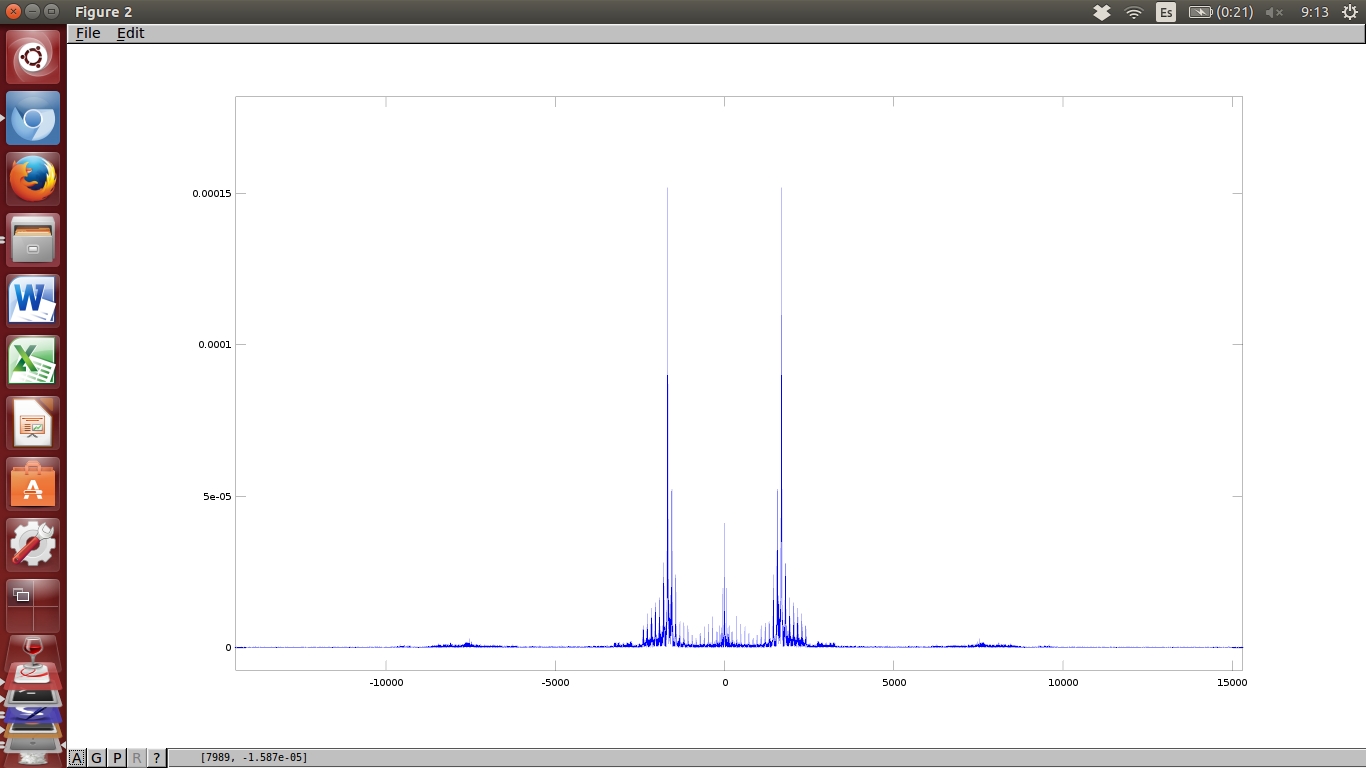 Figure 2
Es
(0:21)
9:13
File Edit
0.00015
0.0001
5e-05
0
-10000 -5000 0 5000 10000 15000
A G P R ?
[7989, -1.587e-05]